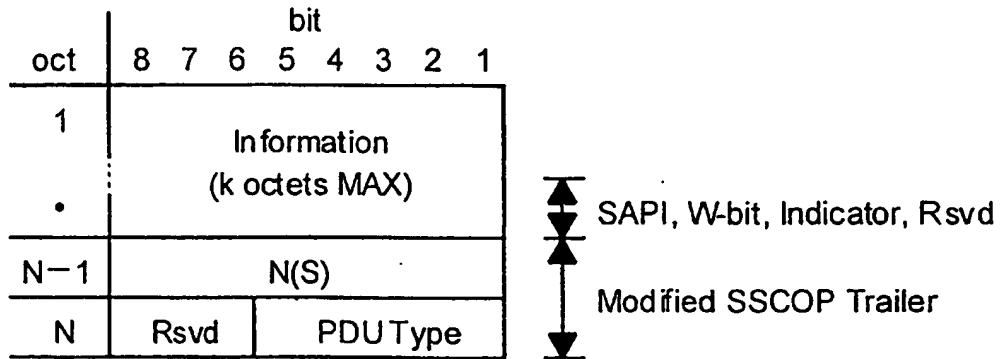 bit
oct 8 7 6 5 4 3 2 1
1
Information
(k octets MAX)
•
SAPI, W-bit, Indicator, Rsvd
N−1 N(S)
Modified SSCOP Trailer
N Rsvd PDU Type